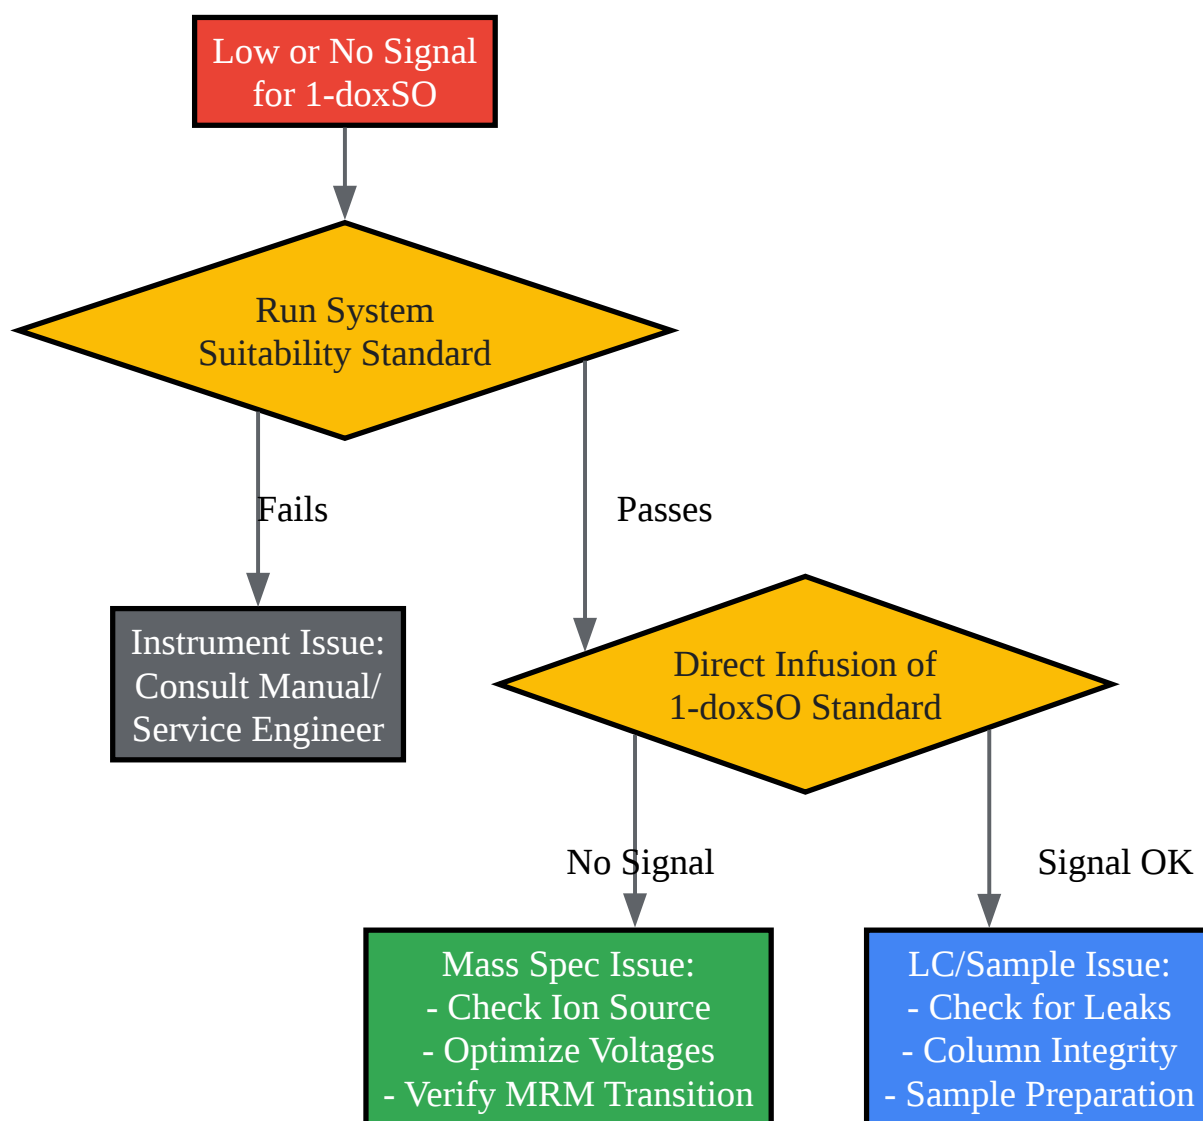 Low or No Signal
for 1-doxSO
Run System
Suitability Standard
Fails
Passes
Instrument Issue:
Consult Manual/
Service Engineer
Direct Infusion of
1-doxSO Standard
No Signal
Signal OK
Mass Spec Issue:
- Check Ion Source
- Optimize Voltages
- Verify MRM Transition
LC/Sample Issue:
- Check for Leaks
- Column Integrity
- Sample Preparation